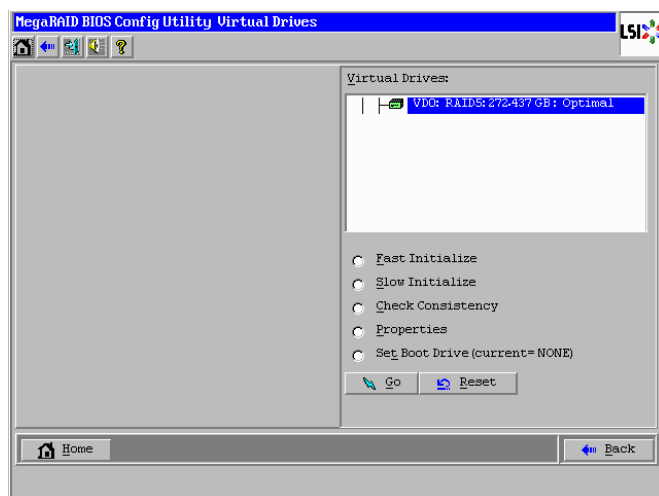 MegaRAID BIOS Config Utility Virtual Drives
LSI
Virtual Drives:
VD0: RAID5: 272.437 GB: Optimal
Fast Initialize
Slow Initialize
Check Consistency
Properties
Set Boot Drive (current= NONE)
Go Reset
Home Back